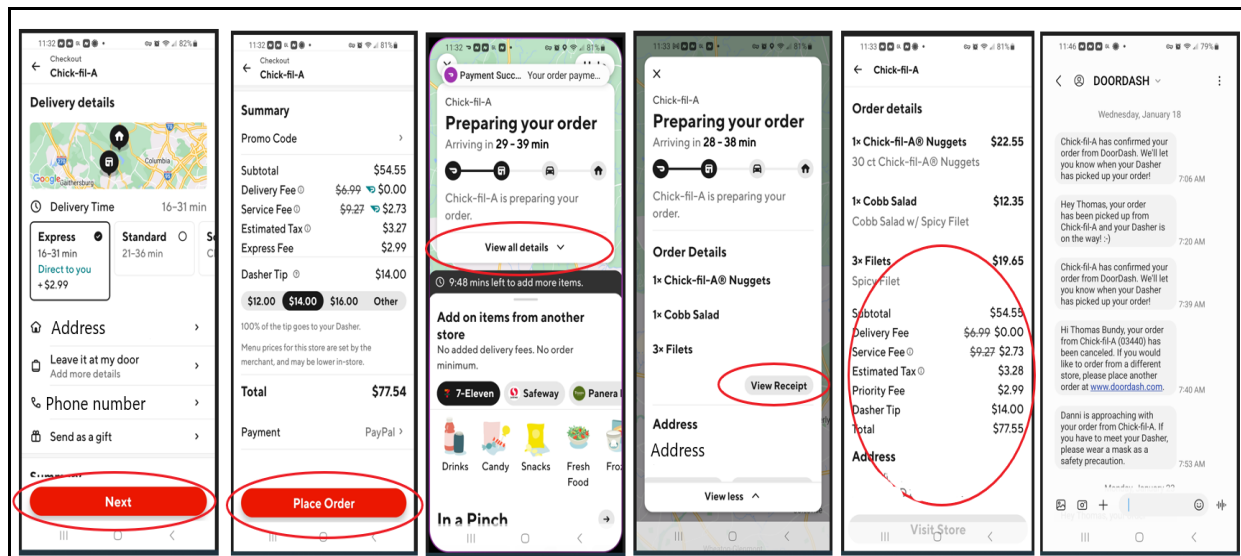 11:32
82%
Checkout
Chick-fil-A
Delivery details
Columbia
Google
Gaithersburg
Delivery Time 16–31 min
Express
16–31 min
Direct to you
+ $2.99
Standard
21–36 min
Address
Leave it at my door
Add more details
Phone number
Send as a gift
Summary
Next
11:32
81%
Checkout
Chick-fil-A
Summary
Promo Code
Subtotal $54.55
Delivery Fee $6.99 $0.00
Service Fee $9.27 $2.73
Estimated Tax $3.27
Express Fee $2.99
Dasher Tip $14.00
$12.00 $14.00 $16.00 Other
100% of the tip goes to your Dasher.
Menu prices for this store are set by the
merchant, and may be lower in-store.
Total $77.54
Payment PayPal
Place Order
11:32
81%
Payment Succ... Your order payme...
Chick-fil-A
Preparing your order
Arriving in 29 - 39 min
Chick-fil-A is preparing your
order.
View all details
9:48 mins left to add more items.
Add on items from another
store
No added delivery fees. No order
minimum.
7-Eleven Safeway Panera
Drinks Candy Snacks Fresh
Food
In a Pinch
11:33
81%
Chick-fil-A
Preparing your order
Arriving in 28 - 38 min
Chick-fil-A is preparing your
order.
Order Details
1× Chick-fil-A® Nuggets
1× Cobb Salad
3× Filets
View Receipt
Address
Address
View less
11:33
81%
Chick-fil-A
Order details
1× Chick-fil-A® Nuggets $22.55
30 ct Chick-fil-A® Nuggets
1× Cobb Salad $12.35
Cobb Salad w/ Spicy Filet
3× Filets $19.65
Spicy Filet
Subtotal $54.55
Delivery Fee $6.99 $0.00
Service Fee $9.27 $2.73
Estimated Tax $3.28
Priority Fee $2.99
Dasher Tip $14.00
Total $77.55
Address
Visit Store
11:46
79%
DOORDASH
Wednesday, January 18
Chick-fil-A has confirmed your
order from DoorDash. We'll let
you know when your Dasher
has picked up your order!
7:06 AM
Hey Thomas, your order
has been picked up from
Chick-fil-A and your Dasher is
on the way! :-)
7:20 AM
Chick-fil-A has confirmed your
order from DoorDash. We'll let
you know when your Dasher
has picked up your order!
7:39 AM
Hi Thomas Bundy, your order
from Chick-fil-A (03440) has
been canceled. If you would
like to order from a different
store, please place another
order at www.doordash.com.
7:40 AM
Danni is approaching with
your order from Chick-fil-A. If
you have to meet your Dasher,
please wear a mask as a
safety precaution.
7:53 AM